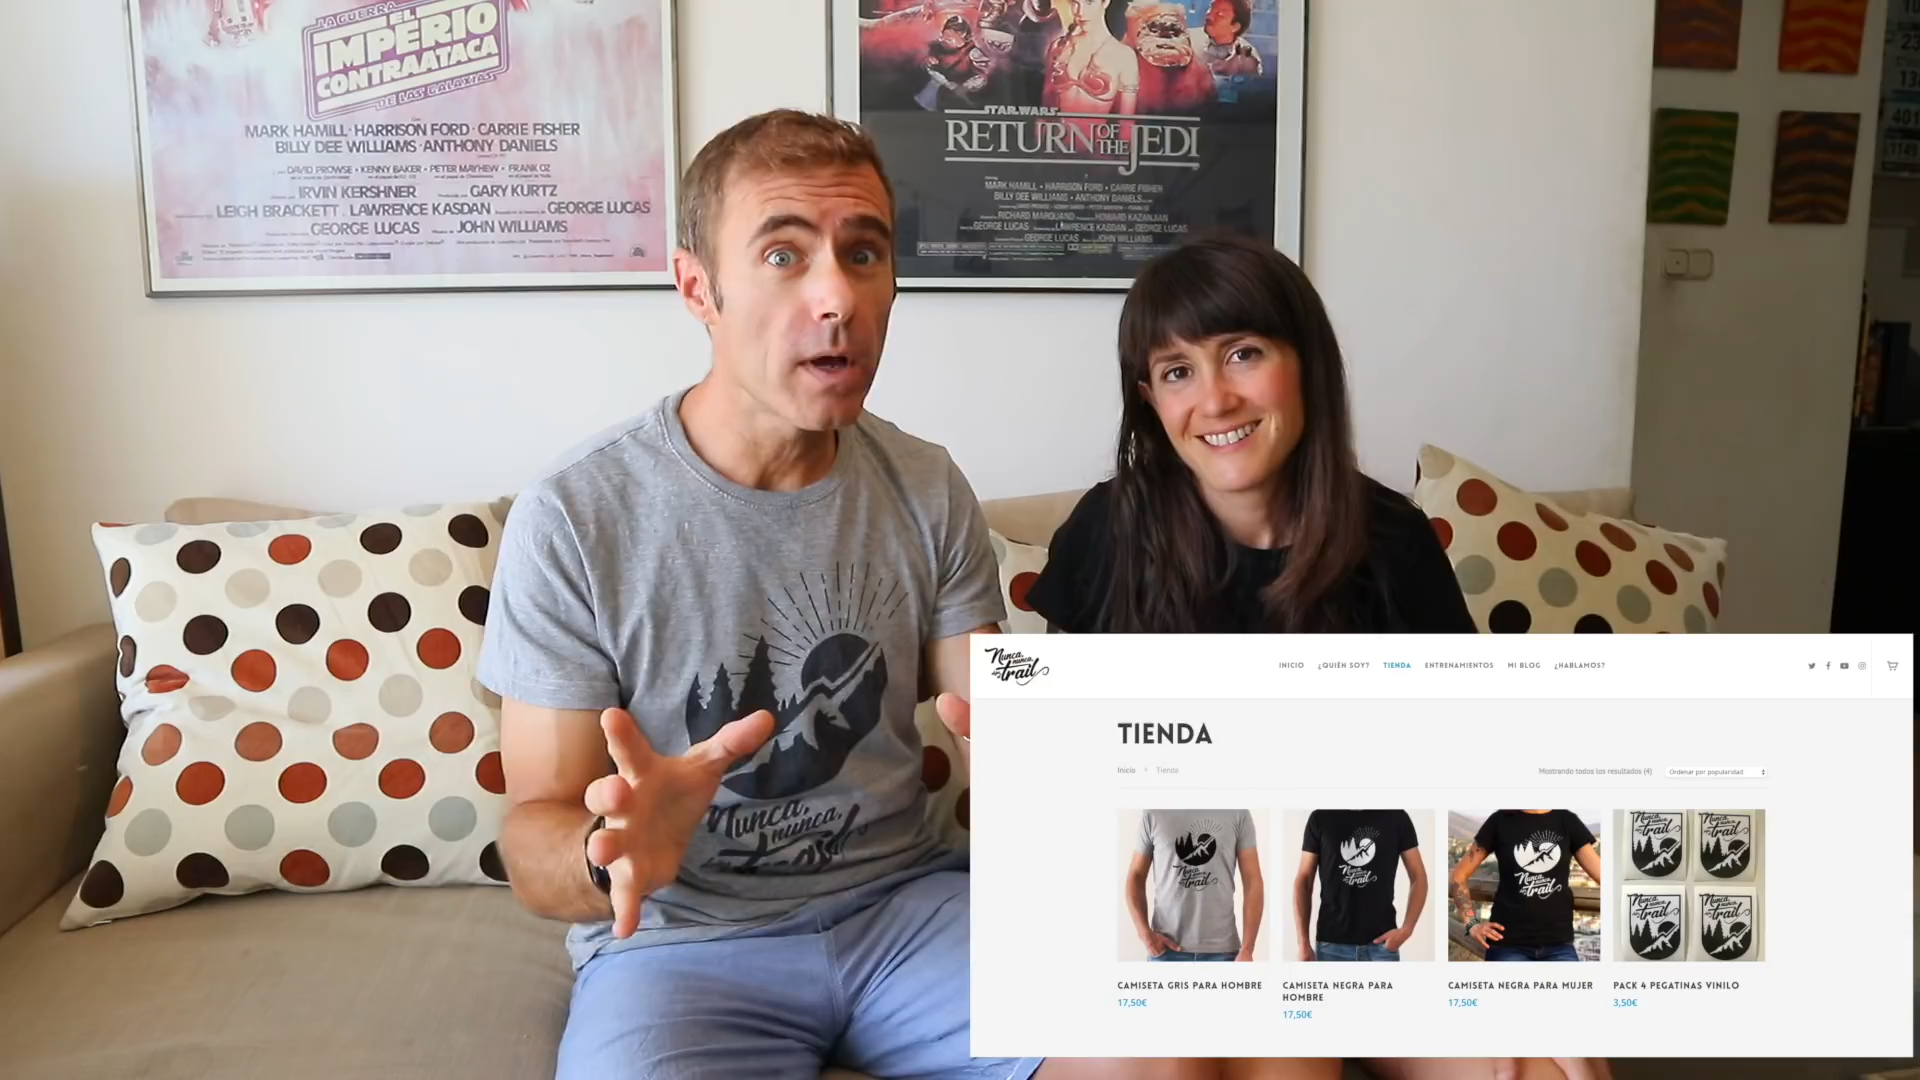 LA GUERRA
EL
IMPERIO
CONTRAATACA
DE LAS GALAXIAS
MARK HAMILL · HARRISON FORD · CARRIE FISHER
BILLY DEE WILLIAMS · ANTHONY DANIELS
DAVID PROWSE · KENNY BAKER · PETER MAYHEW · FRANK OZ
IRVIN KERSHNER GARY KURTZ
LEIGH BRACKETT LAWRENCE KASDAN GEORGE LUCAS
GEORGE LUCAS JOHN WILLIAMS
STAR WARS
RETURN OF THE JEDI
MARK HAMILL · HARRISON FORD · CARRIE FISHER
BILLY DEE WILLIAMS · ANTHONY DANIELS
RICHARD MARQUAND HOWARD KAZANJIAN
GEORGE LUCAS LAWRENCE KASDAN GEORGE LUCAS
GEORGE LUCAS JOHN WILLIAMS
Nunca,
nunca,
Nunca,
nunca,
trail
INICIO ¿QUIÉN SOY? TIENDA ENTRENAMIENTOS MI BLOG ¿HABLAMOS?
TIENDA
Inicio > Tienda
Mostrando todos los resultados (4) Ordenar por popularidad
CAMISETA GRIS PARA HOMBRE
17,50€
CAMISETA NEGRA PARA
HOMBRE
17,50€
CAMISETA NEGRA PARA MUJER
17,50€
PACK 4 PEGATINAS VINILO
3,50€